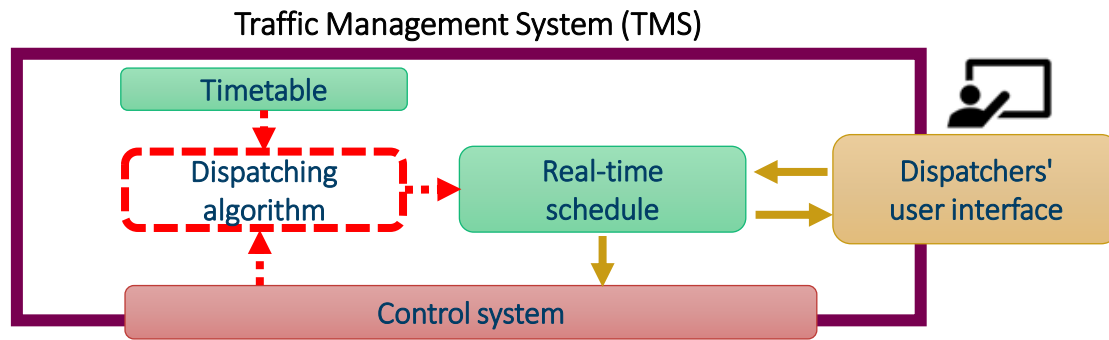 Traffic Management System (TMS)
Timetable
Dispatching
algorithm
Real-time
schedule
Dispatchers'
user interface
Control system